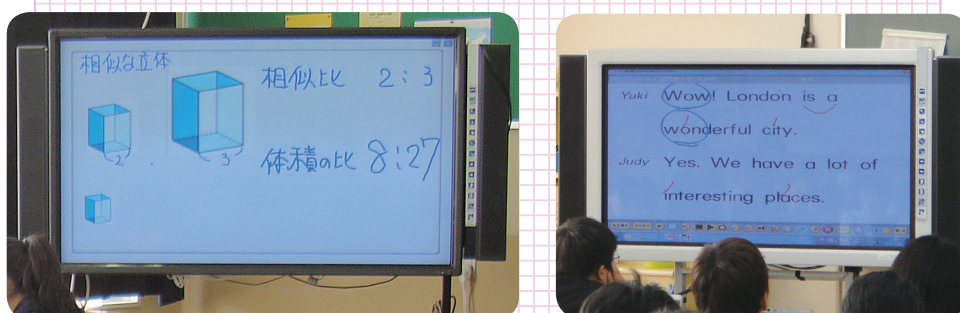 相似な立体
相似比 2:3
2
3
体積の比 8:27
Yuki Wow! London is a
wonderful city.
Judy Yes. We have a lot of
interesting places.